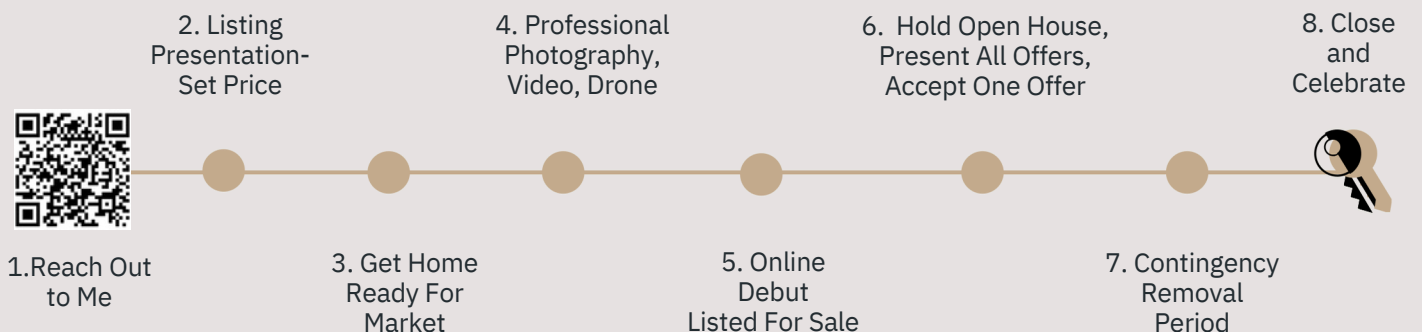 1.Reach Out
to Me
2. Listing
Presentation-
Set Price
3. Get Home
Ready For
Market
4. Professional
Photography,
Video, Drone
5. Online
Debut
Listed For Sale
6. Hold Open House,
Present All Offers,
Accept One Offer
7. Contingency
Removal
Period
8. Close
and
Celebrate